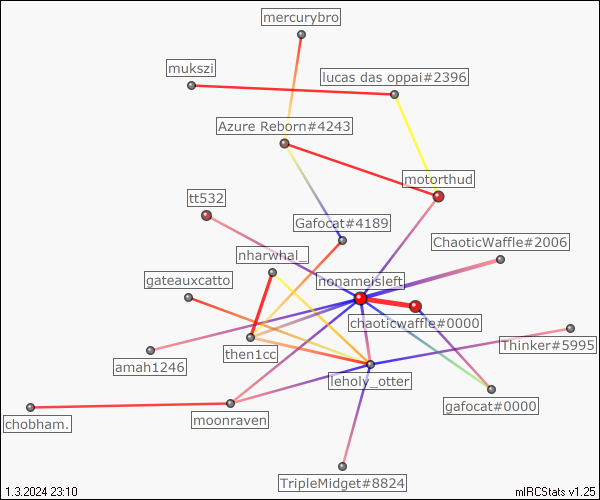 mercurybro
mukszi
lucas das oppai#2396
Azure Reborn#4243
motorthud
tt532
Gafocat#4189
ChaoticWaffle#2006
nharwhal_
gateauxcatto
nonameisleft
chaoticwaffle#0000
Thinker#5995
then1cc
amah1246
leholy_otter
gafocat#0000
chobham.
moonraven
TripleMidget#8824
1.3.2024 23:10
mIRCStats v1.25